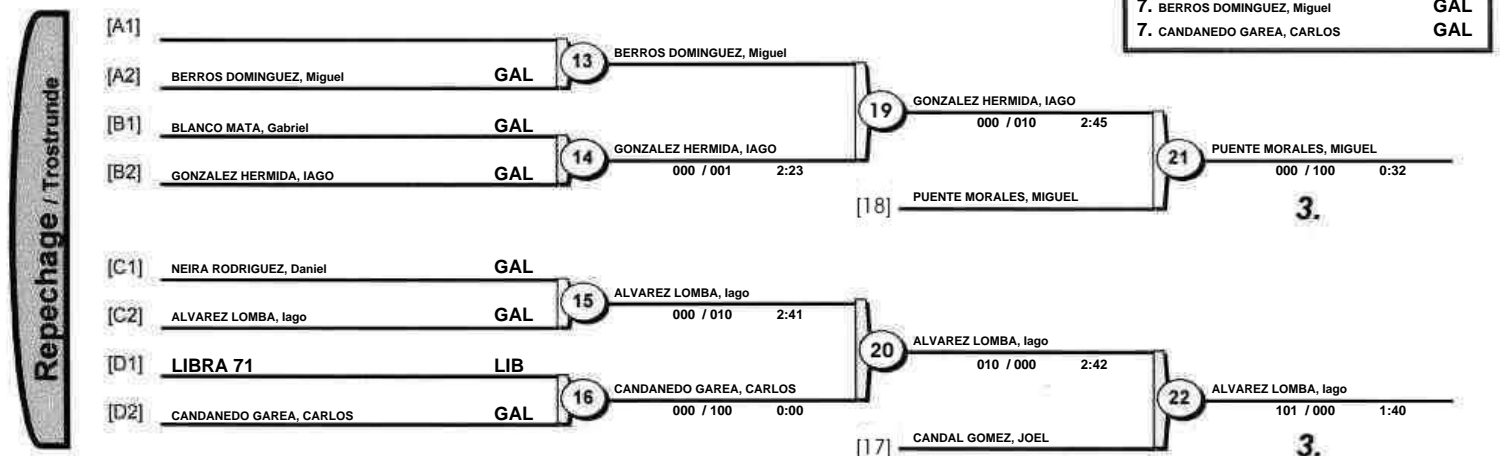 7. BERROS DOMINGUEZ, Miguel GAL
7. CANDANEDO GAREA, CARLOS GAL
Repechage / Trostrunde
[A1]
[A2] BERROS DOMINGUEZ, Miguel GAL
13 BERROS DOMINGUEZ, Miguel
[B1] BLANCO MATA, Gabriel GAL
[B2] GONZALEZ HERMIDA, IAGO GAL
14 GONZALEZ HERMIDA, IAGO
000 / 001 2:23
19 GONZALEZ HERMIDA, IAGO
000 / 010 2:45
[18] PUENTE MORALES, MIGUEL
21 PUENTE MORALES, MIGUEL
000 / 100 0:32
3.
[C1] NEIRA RODRIGUEZ, Daniel GAL
[C2] ALVAREZ LOMBA, Iago GAL
15 ALVAREZ LOMBA, Iago
000 / 010 2:41
[D1] LIBRA 71 LIB
[D2] CANDANEDO GAREA, CARLOS GAL
16 CANDANEDO GAREA, CARLOS
000 / 100 0:00
20 ALVAREZ LOMBA, Iago
010 / 000 2:42
[17] CANDAL GOMEZ, JOEL
22 ALVAREZ LOMBA, Iago
101 / 000 1:40
3.